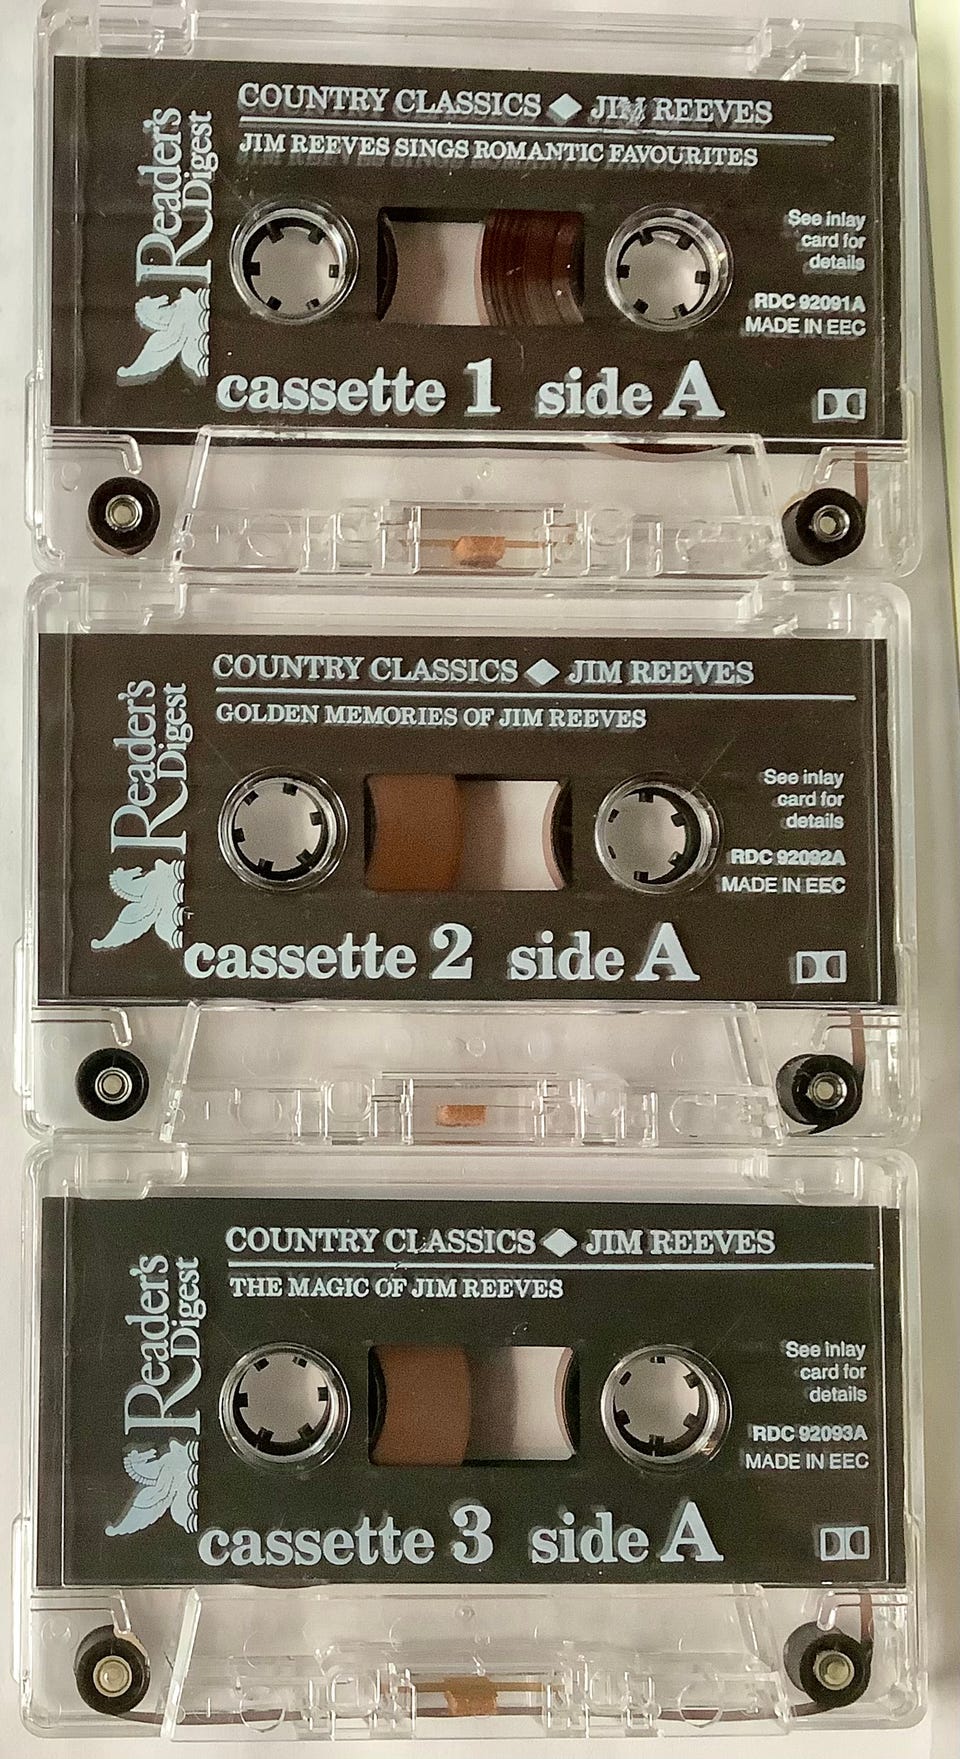 Reader's
Digest
COUNTRY CLASSICS ◆ JIM REEVES
JIM REEVES SINGS ROMANTIC FAVOURITES
See inlay
card for
details
RDC 92091A
MADE IN EEC
cassette 1 side A
Reader's
Digest
COUNTRY CLASSICS ◆ JIM REEVES
GOLDEN MEMORIES OF JIM REEVES
See inlay
card for
details
RDC 92092A
MADE IN EEC
cassette 2 side A
Reader's
Digest
COUNTRY CLASSICS ◆ JIM REEVES
THE MAGIC OF JIM REEVES
See inlay
card for
details
RDC 92093A
MADE IN EEC
cassette 3 side A